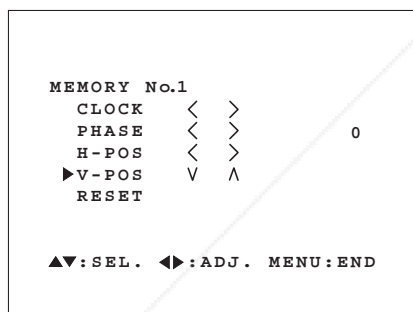 MEMORY No.1
CLOCK < >
PHASE < > 0
H-POS < >
▶V-POS ∨ ∧
RESET
▲▼:SEL. ◀▶:ADJ. MENU:END